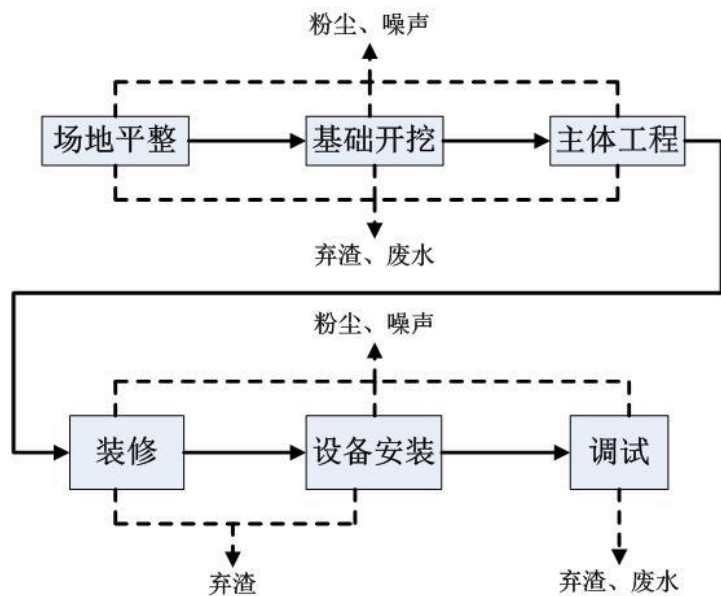 粉尘、噪声
场地平整 基础开挖 主体工程
弃渣、废水
粉尘、噪声
装修 设备安装 调试
弃渣 弃渣、废水